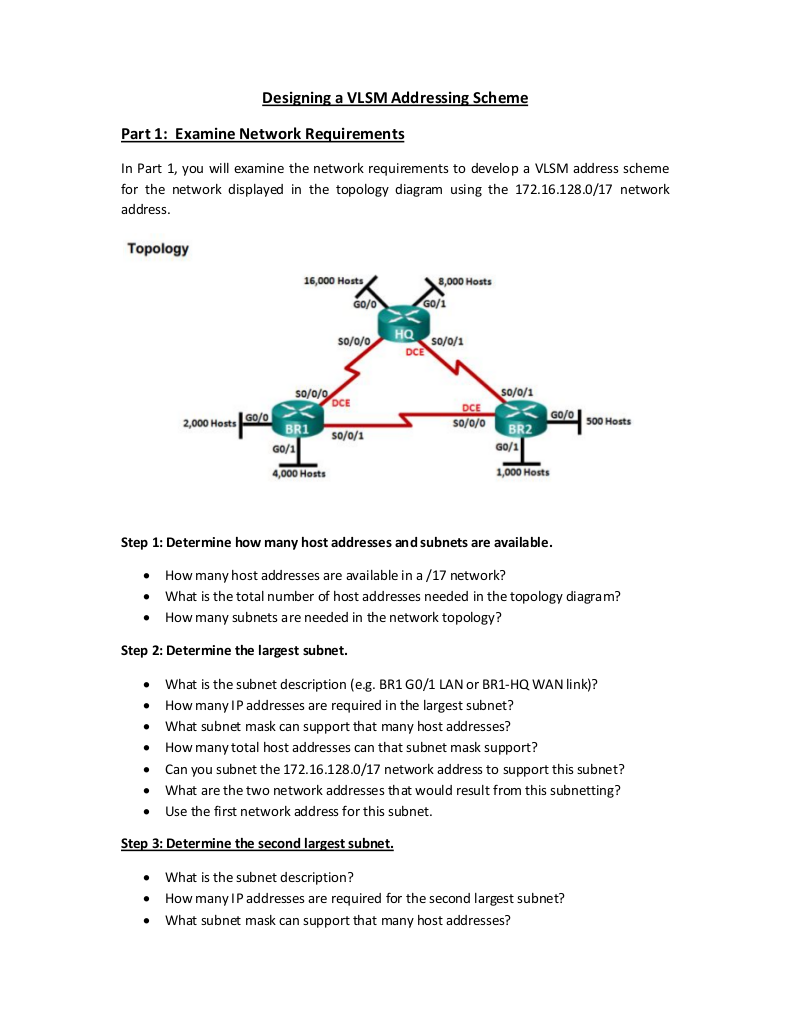 Designing a VLSM Addressing Scheme
Part 1: Examine Network Requirements
In Part 1, you will examine the network requirements to develop a VLSM address scheme
for the network displayed in the topology diagram using the 172.16.128.0/17 network
address.
Topology
16,000 Hosts
8,000 Hosts
G0/0
G0/1
HQ
S0/0/0
S0/0/1
DCE
S0/0/0
DCE
S0/0/1
2,000 Hosts
G0/0
BR1
S0/0/1
DCE
S0/0/0
BR2
G0/0
500 Hosts
G0/1
4,000 Hosts
G0/1
1,000 Hosts
Step 1: Determine how many host addresses and subnets are available.
• How many host addresses are available in a /17 network?
• What is the total number of host addresses needed in the topology diagram?
• How many subnets are needed in the network topology?
Step 2: Determine the largest subnet.
• What is the subnet description (e.g. BR1 G0/1 LAN or BR1-HQ WAN link)?
• How many IP addresses are required in the largest subnet?
• What subnet mask can support that many host addresses?
• How many total host addresses can that subnet mask support?
• Can you subnet the 172.16.128.0/17 network address to support this subnet?
• What are the two network addresses that would result from this subnetting?
• Use the first network address for this subnet.
Step 3: Determine the second largest subnet.
• What is the subnet description?
• How many IP addresses are required for the second largest subnet?
• What subnet mask can support that many host addresses?